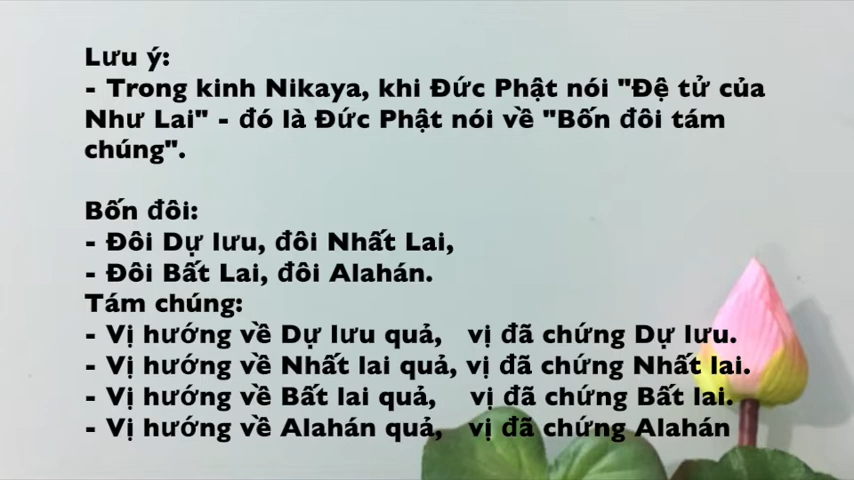 Lưu ý:
- Trong kinh Nikaya, khi Đức Phật nói "Đệ tử của
Như Lai" - đó là Đức Phật nói về "Bốn đôi tám
chúng".
Bốn đôi:
- Đôi Dự lưu, đôi Nhất Lai,
- Đôi Bất Lai, đôi Alahán.
Tám chúng:
- Vị hướng về Dự lưu quả, vị đã chứng Dự lưu.
- Vị hướng về Nhất lai quả, vị đã chứng Nhất lai.
- Vị hướng về Bất lai quả, vị đã chứng Bất lai.
- Vị hướng về Alahán quả, vị đã chứng Alahán